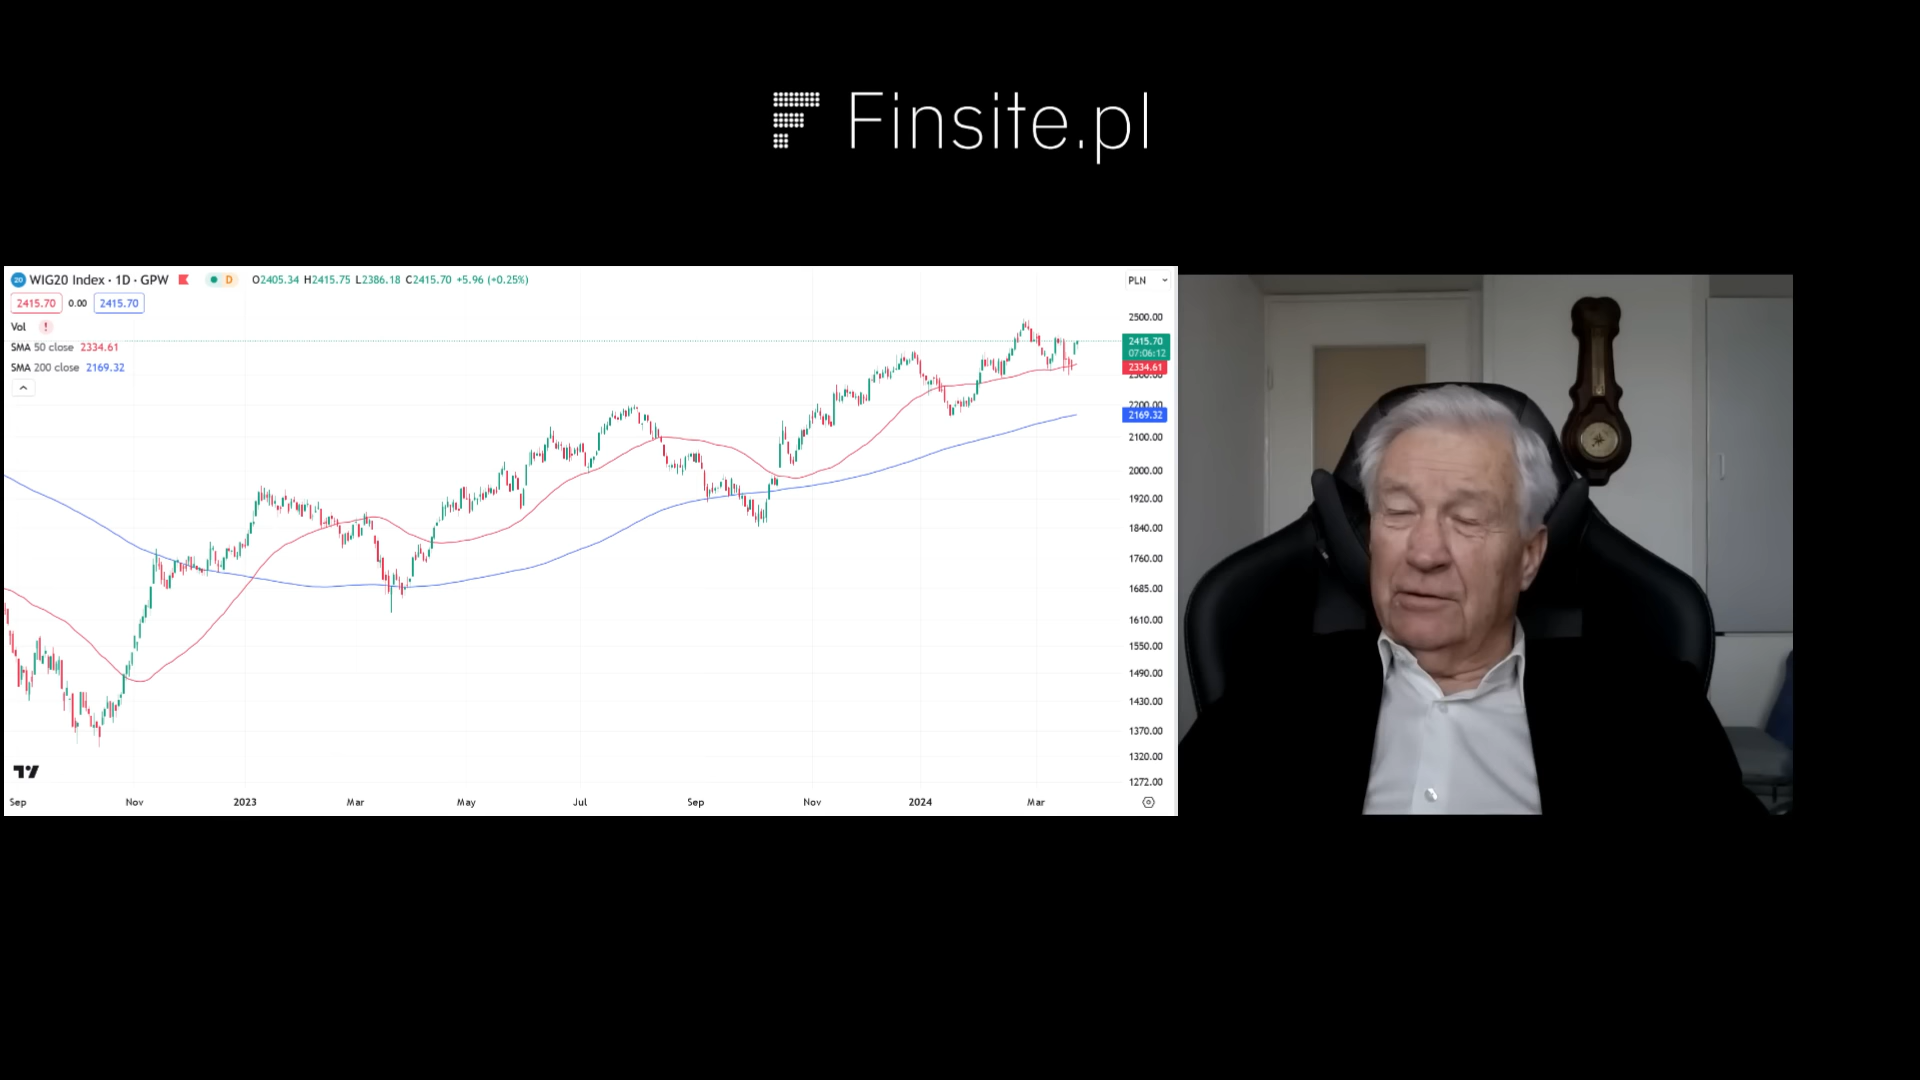 Finsite.pl
20 WIG20 Index · 1D · GPW D O2405.34 H2415.75 L2386.18 C2415.70 +5.96 (+0.25%)
PLN
2415.70 0.00 2415.70
Vol !
SMA 50 close 2334.61
SMA 200 close 2169.32
2500.00
2415.70
07:06:12
2334.61
2300.00
2200.00
2169.32
2100.00
2000.00
1920.00
1840.00
1760.00
1685.00
1610.00
1550.00
1490.00
1430.00
1370.00
1320.00
1272.00
Sep Nov 2023 Mar May Jul Sep Nov 2024 Mar